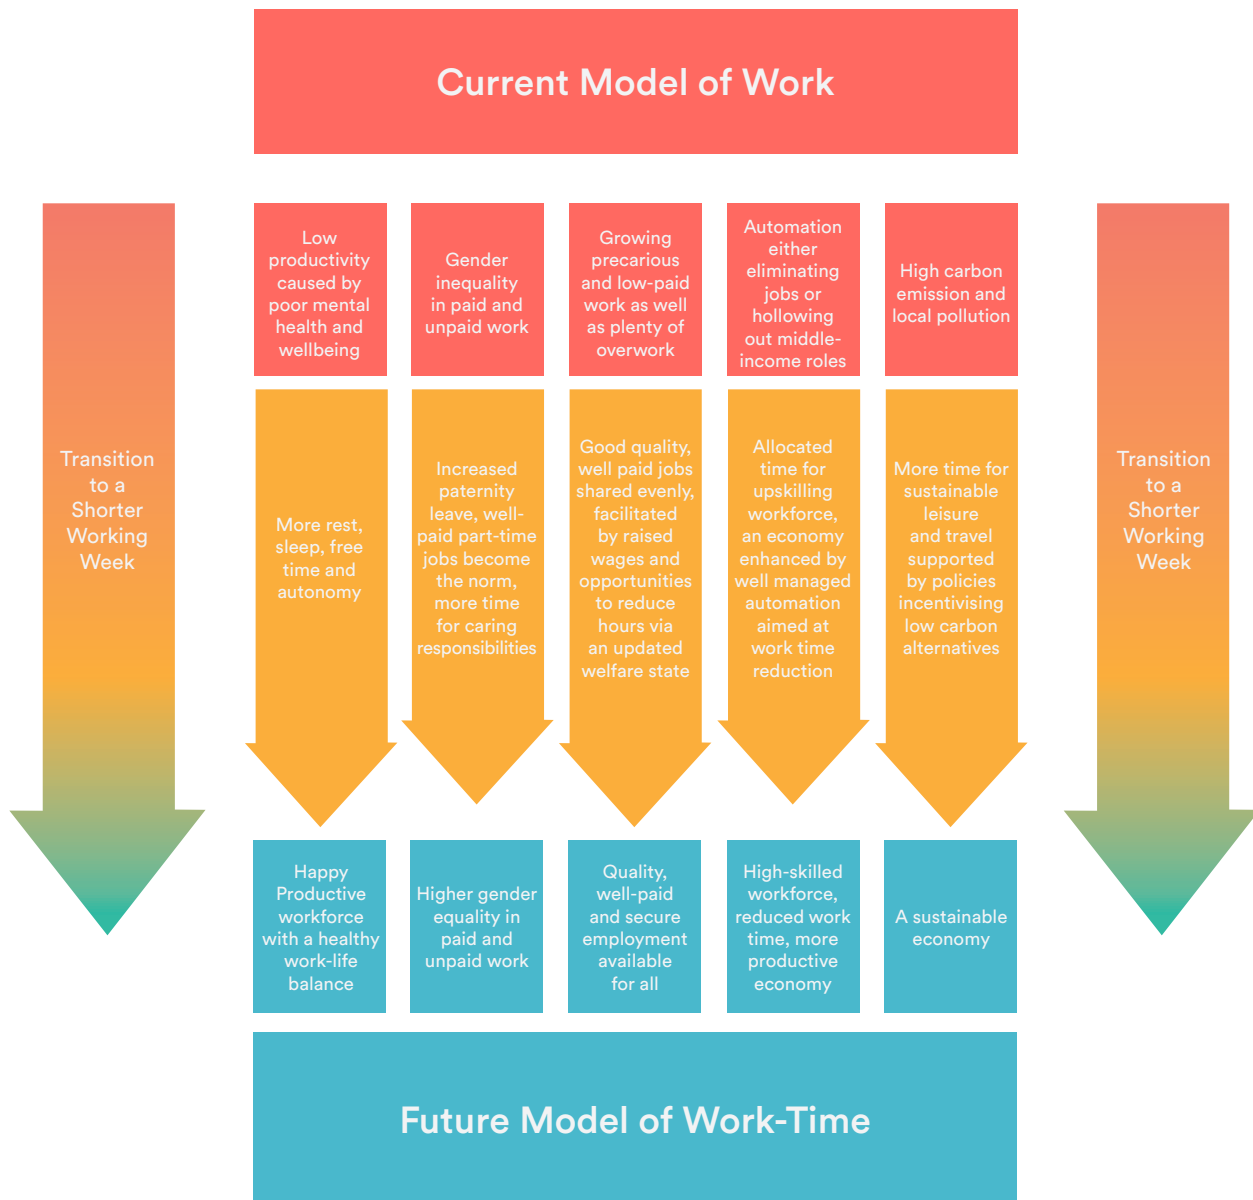 Current Model of Work
Transition
to a
Shorter
Working
Week
Low
productivity
caused by
poor mental
health and
wellbeing
Gender
inequality
in paid and
unpaid work
Growing
precarious
and low-paid
work as well
as plenty of
overwork
Automation
either
eliminating
jobs or
hollowing
out middle-
income roles
High carbon
emission and
local pollution
More rest,
sleep, free
time and
autonomy
Increased
paternity
leave, well-
paid part-time
jobs become
the norm,
more time
for caring
responsibilities
Good quality,
well paid jobs
shared evenly,
facilitated
by raised
wages and
opportunities
to reduce
hours via
an updated
welfare state
Allocated
time for
upskilling
workforce,
an economy
enhanced by
well managed
automation
aimed at
work time
reduction
More time for
sustainable
leisure
and travel
supported
by policies
incentivising
low carbon
alternatives
Transition
to a
Shorter
Working
Week
Happy
Productive
workforce
with a healthy
work-life
balance
Higher gender
equality in
paid and
unpaid work
Quality,
well-paid
and secure
employment
available
for all
High-skilled
workforce,
reduced work
time, more
productive
economy
A sustainable
economy
Future Model of Work-Time